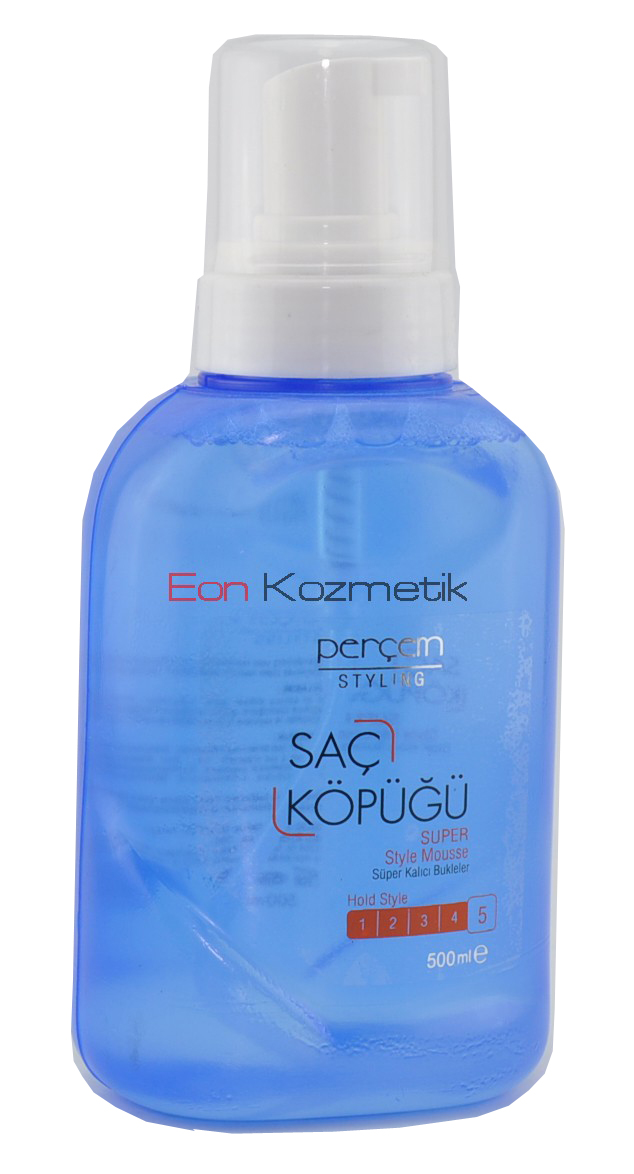 Eon Kozmetik
perçem
STYLING
SAÇ
KÖPÜĞÜ
SUPER
Style Mousse
Süper Kalıcı Bukleler
Hold Style
1 2 3 4 5
500ml e